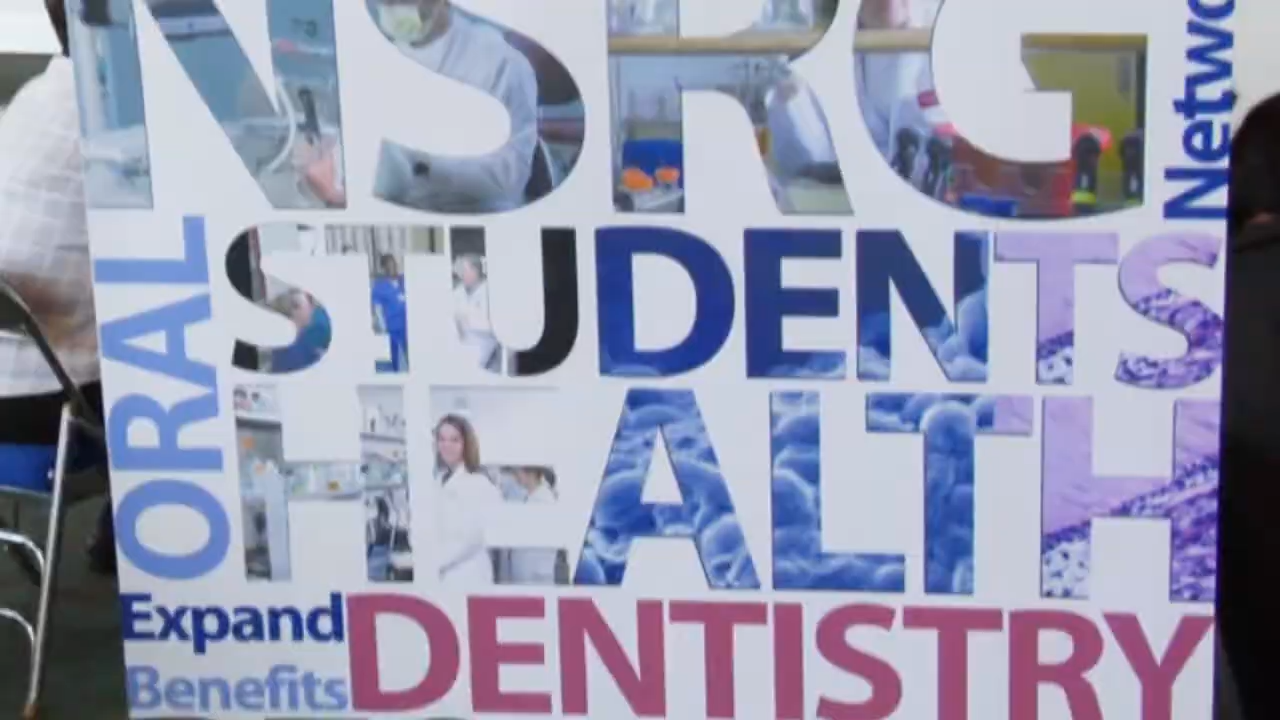 NSRG
Netwo
ORAL
STUDENTS
HEALTH
Expand
Benefits
DENTISTRY